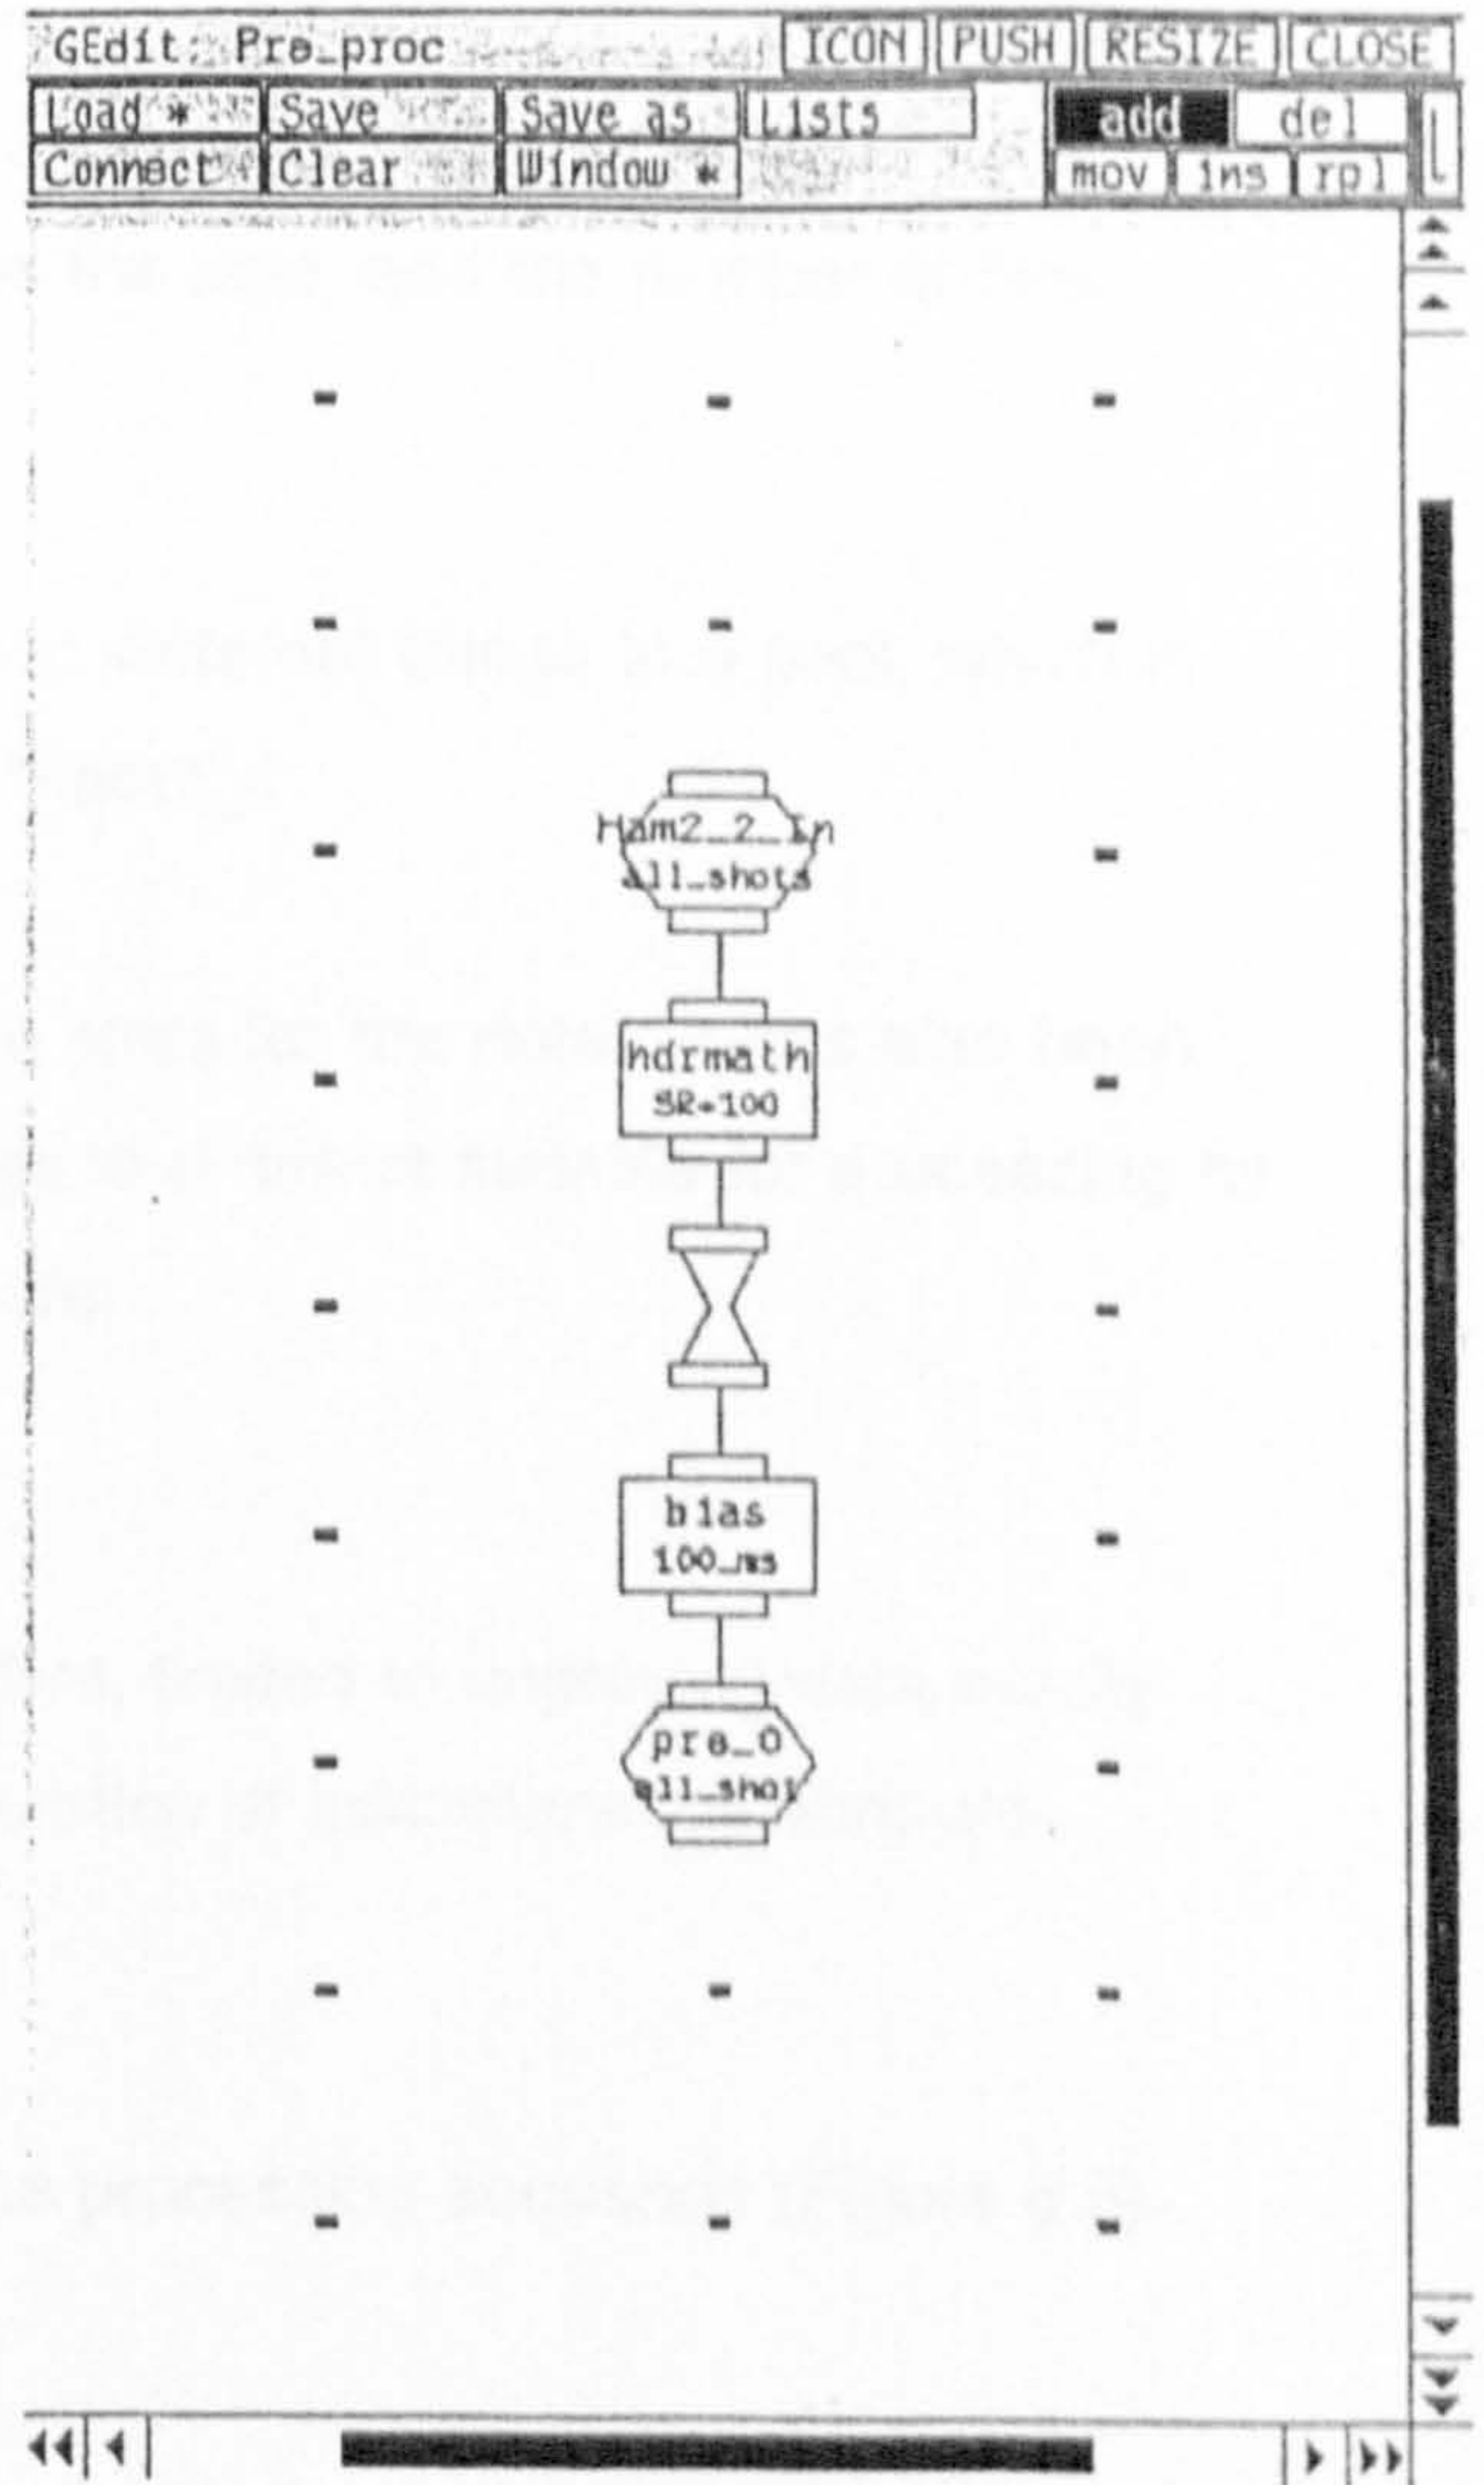 GEdit: Pre_proc ICON PUSH RESIZE CLOSE
Load * Save Save as Lists add del
Connect Clear Window * mov ins rpl
Ham2_2_In
all_shots
hdrmath
SR*100
bias
100_ms
pre_0
all_shot